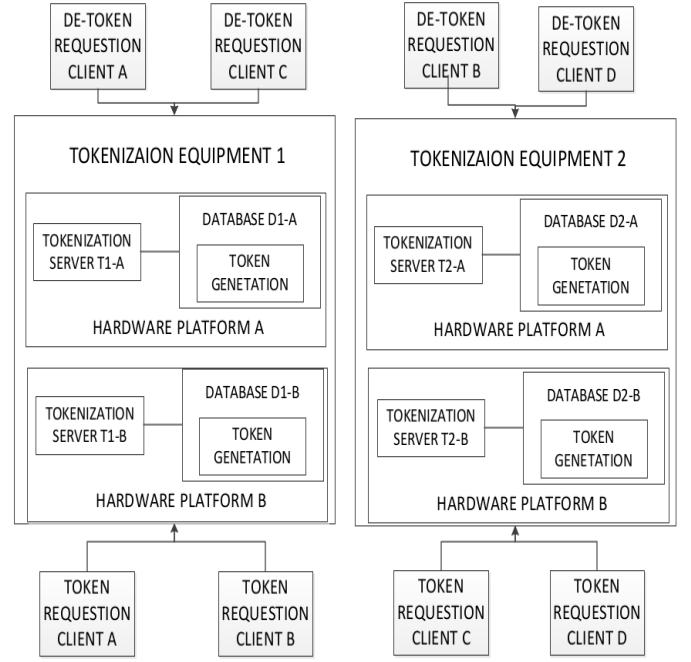 DE-TOKEN
REQUESTION
CLIENT A
DE-TOKEN
REQUESTION
CLIENT C
DE-TOKEN
REQUESTION
CLIENT B
DE-TOKEN
REQUESTION
CLIENT D
TOKENIZAION EQUIPMENT 1
TOKENIZATION
SERVER T1-A
DATABASE D1-A
TOKEN
GENETATION
HARDWARE PLATFORM A
TOKENIZATION
SERVER T1-B
DATABASE D1-B
TOKEN
GENETATION
HARDWARE PLATFORM B
TOKENIZAION EQUIPMENT 2
TOKENIZATION
SERVER T2-A
DATABASE D2-A
TOKEN
GENETATION
HARDWARE PLATFORM A
TOKENIZATION
SERVER T2-B
DATABASE D2-B
TOKEN
GENETATION
HARDWARE PLATFORM B
TOKEN
REQUESTION
CLIENT A
TOKEN
REQUESTION
CLIENT B
TOKEN
REQUESTION
CLIENT C
TOKEN
REQUESTION
CLIENT D